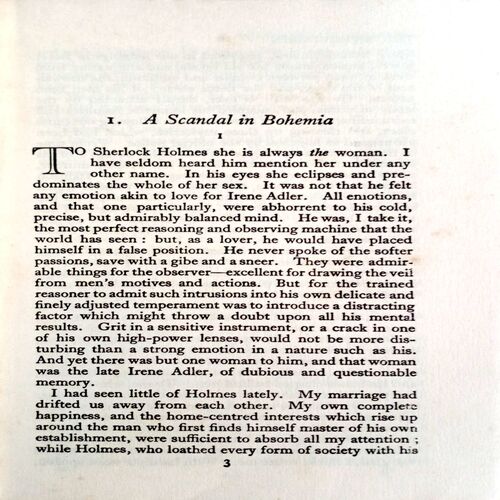 1. A Scandal in Bohemia
1
TO Sherlock Holmes she is always the woman. I
have seldom heard him mention her under any
other name. In his eyes she eclipses and pre-
dominates the whole of her sex. It was not that he felt
any emotion akin to love for Irene Adler. All emotions,
and that one particularly, were abhorrent to his cold,
precise, but admirably balanced mind. He was, I take it,
the most perfect reasoning and observing machine that the
world has seen : but, as a lover, he would have placed
himself in a false position. He never spoke of the softer
passions, save with a gibe and a sneer. They were admir-
able things for the observer—excellent for drawing the veil
from men's motives and actions. But for the trained
reasoner to admit such intrusions into his own delicate and
finely adjusted temperament was to introduce a distracting
factor which might throw a doubt upon all his mental
results. Grit in a sensitive instrument, or a crack in one
of his own high-power lenses, would not be more dis-
turbing than a strong emotion in a nature such as his.
And yet there was but one woman to him, and that woman
was the late Irene Adler, of dubious and questionable
memory.
I had seen little of Holmes lately. My marriage had
drifted us away from each other. My own complete
happiness, and the home-centred interests which rise up
around the man who first finds himself master of his own
establishment, were sufficient to absorb all my attention ;
while Holmes, who loathed every form of society with his
3